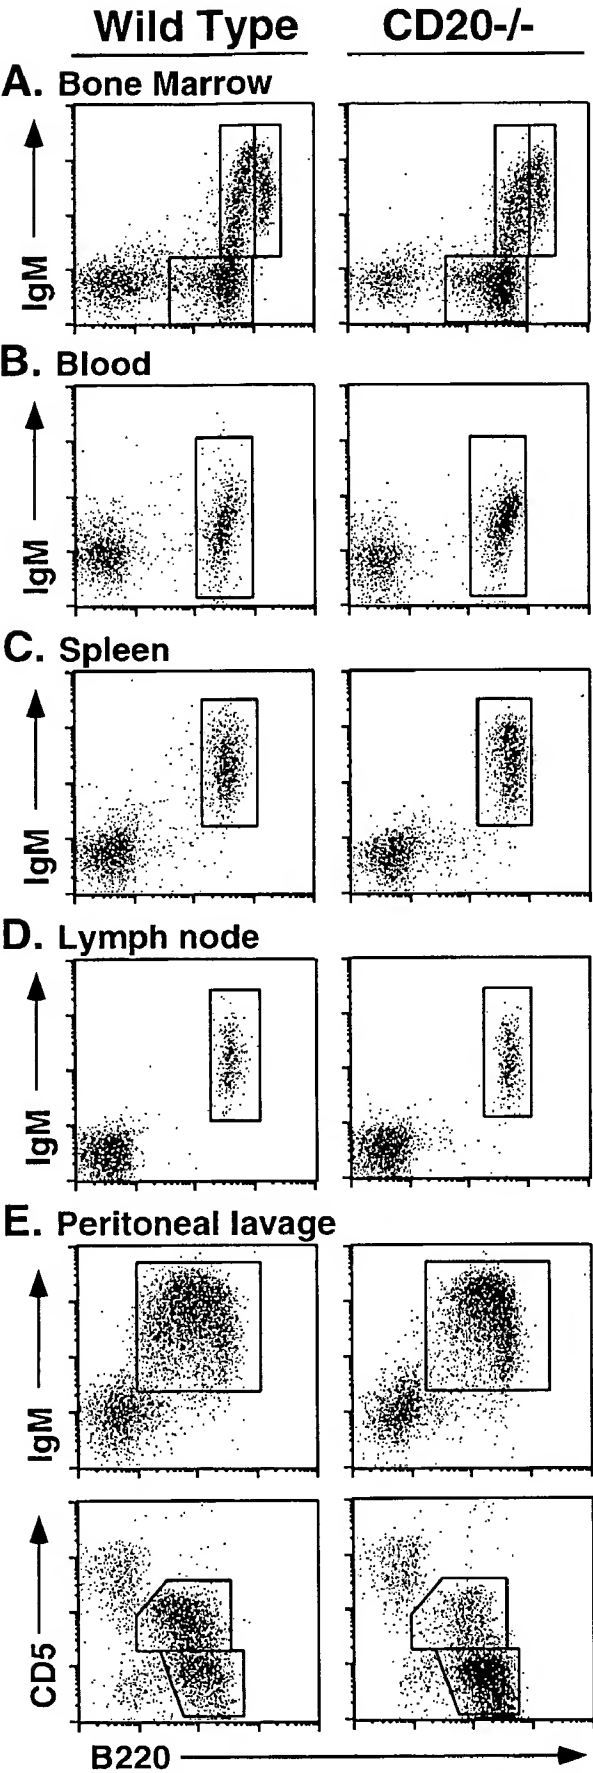 Wild Type CD20-/-
A. Bone Marrow
IgM
B. Blood
IgM
C. Spleen
IgM
D. Lymph node
IgM
E. Peritoneal lavage
IgM
CD5
B220